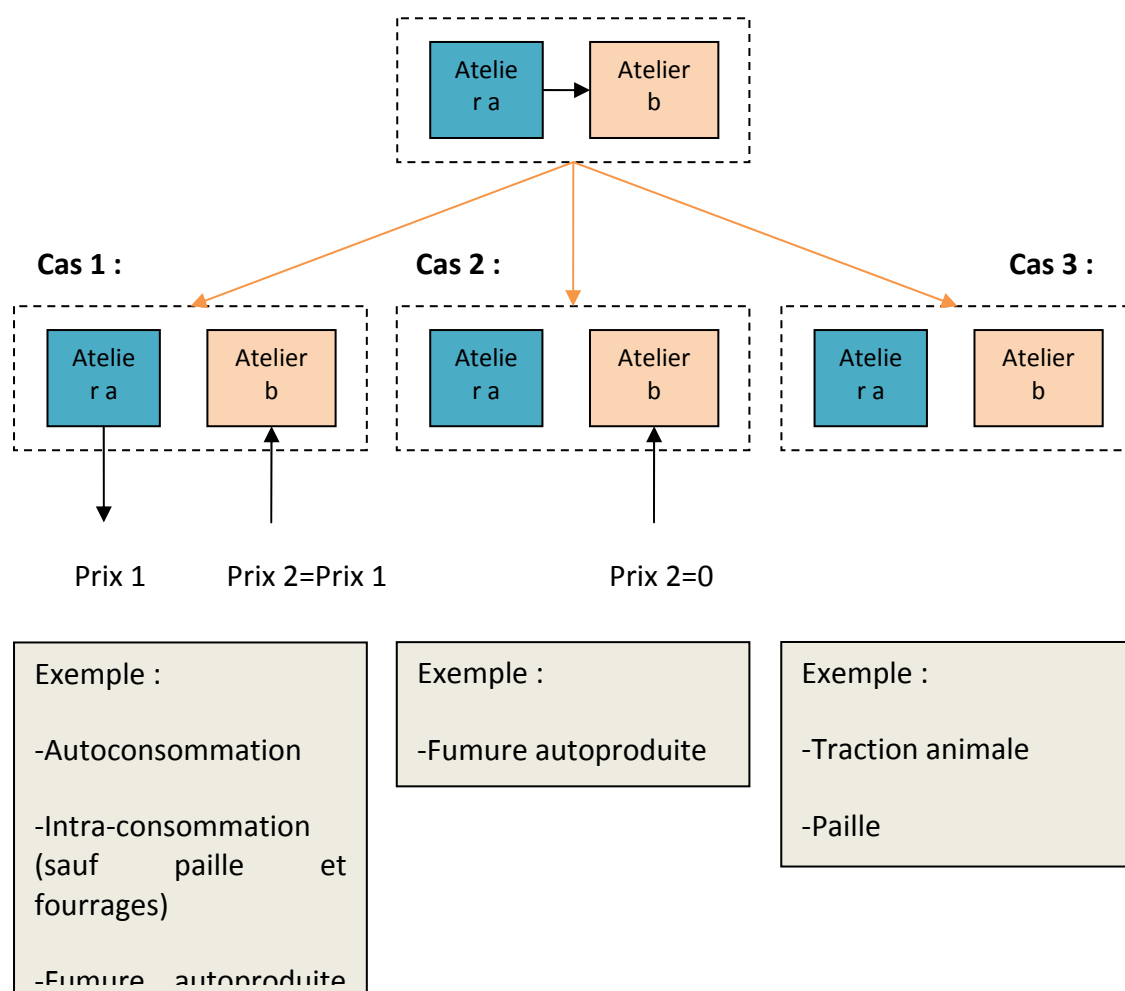 Atelie
r a
Atelier
b
Cas 1 :
Cas 2 :
Cas 3 :
Atelie
r a
Atelier
b
Atelie
r a
Atelier
b
Atelie
r a
Atelier
b
Prix 1
Prix 2=Prix 1
Prix 2=0
Exemple :
-Autoconsommation
-Intra-consommation
(sauf paille et
fourrages)
-Fumure autoproduite
Exemple :
-Fumure autoproduite
Exemple :
-Traction animale
-Paille